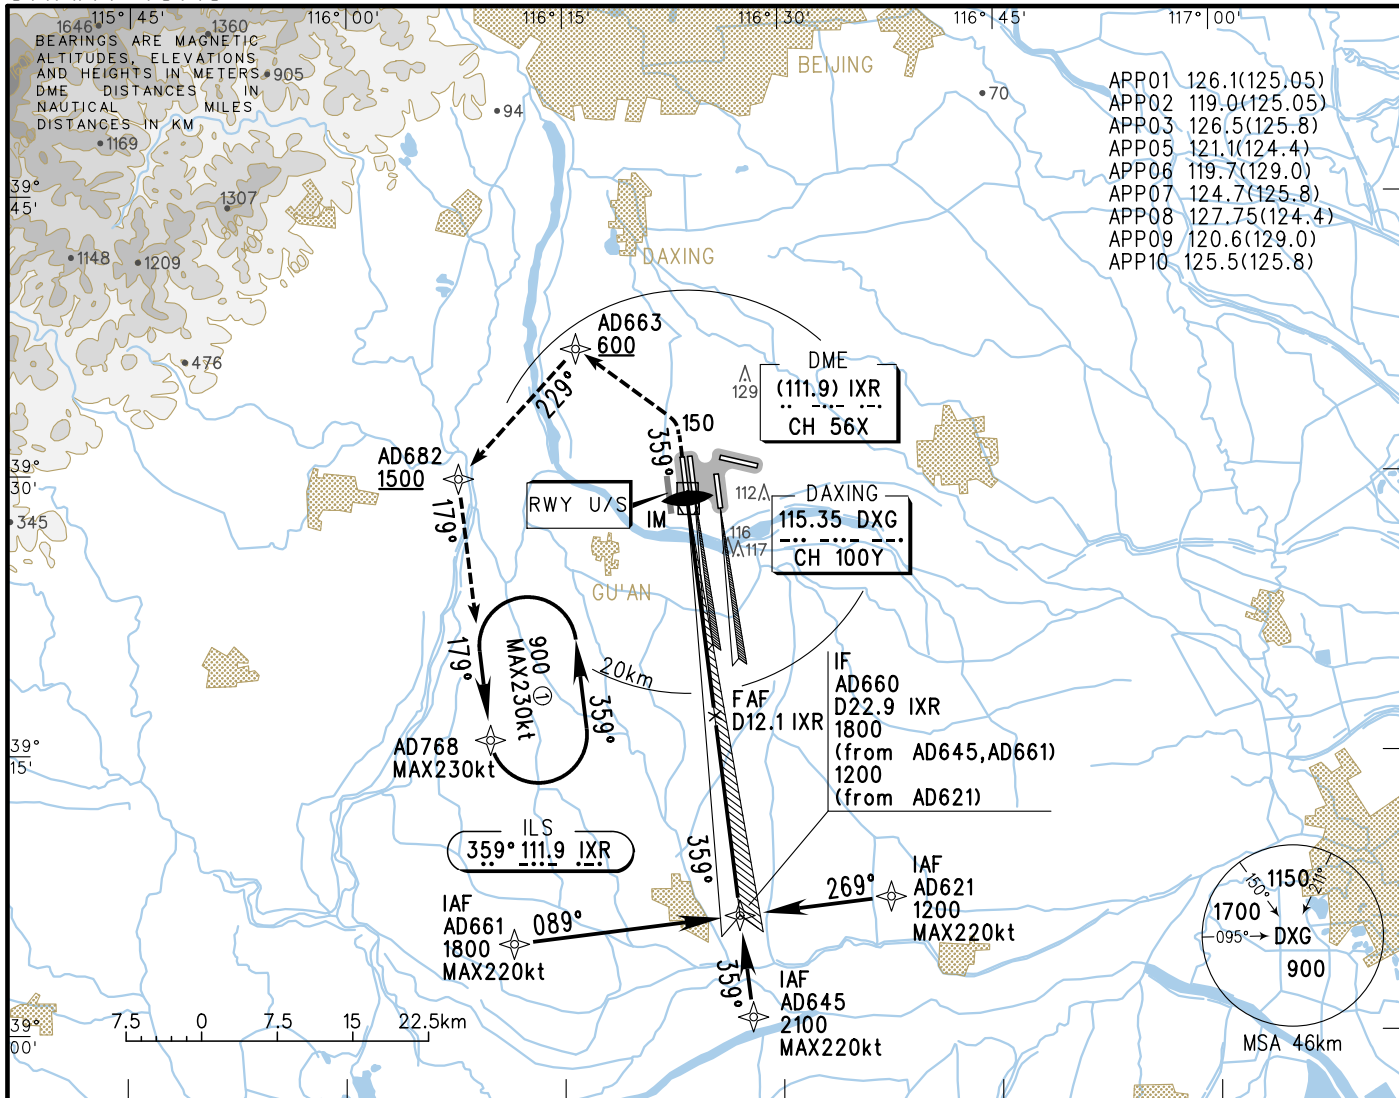 115°45'
116°00'
116°15'
116°30'
116°45'
117°00'
1646
1360
BEARINGS ARE MAGNETIC
ALTITUDES, ELEVATIONS
AND HEIGHTS IN METERS
DME DISTANCES IN
NAUTICAL MILES
DISTANCES IN KM
905
94
1169
1307
1148
1209
476
345
70
BEIJING
DAXING
APP01 126.1(125.05)
APP02 119.0(125.05)
APP03 126.5(125.8)
APP05 121.1(124.4)
APP06 119.7(129.0)
APP07 124.7(125.8)
APP08 127.75(124.4)
APP09 120.6(129.0)
APP10 125.5(125.8)
39°
45'
AD663
600
229°
150
359°
129
DME
(111.9) IXR
CH 56X
AD682
1500
179°
39°
30'
RWY U/S
IM
112
116
117
DAXING
115.35 DXG
CH 100Y
GU'AN
20km
900 ①
MAX230kt
179°
359°
AD768
MAX230kt
39°
15'
FAF
D12.1 IXR
IF
AD660
D22.9 IXR
1800
(from AD645,AD661)
1200
(from AD621)
ILS
359° 111.9 IXR
359°
IAF
AD661
1800
MAX220kt
089°
269°
IAF
AD621
1200
MAX220kt
359°
IAF
AD645
2100
MAX220kt
1150
150°
211°
1700
095°
DXG
900
MSA 46km
39°
00'
7.5 0 7.5 15 22.5km